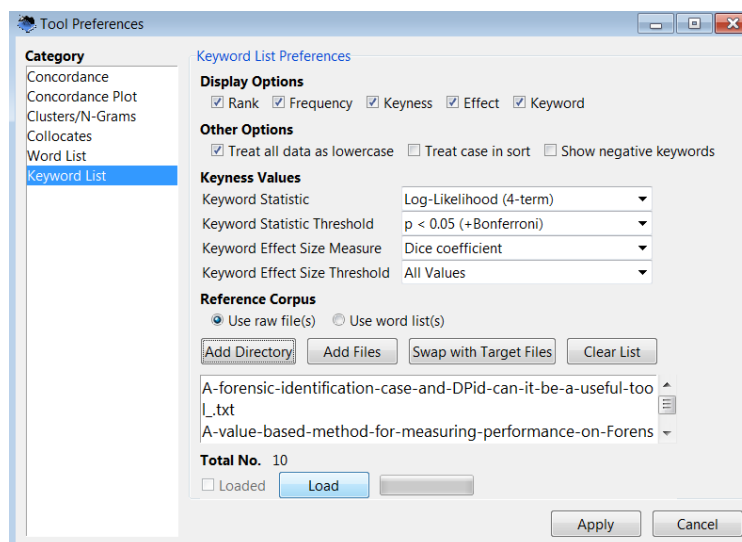 Tool Preferences
Category
Concordance
Concordance Plot
Clusters/N-Grams
Collocates
Word List
Keyword List
Keyword List Preferences
Display Options
Rank Frequency Keyness Effect Keyword
Other Options
Treat all data as lowercase Treat case in sort Show negative keywords
Keyness Values
Keyword Statistic Log-Likelihood (4-term)
Keyword Statistic Threshold p < 0.05 (+Bonferroni)
Keyword Effect Size Measure Dice coefficient
Keyword Effect Size Threshold All Values
Reference Corpus
Use raw file(s) Use word list(s)
Add Directory Add Files Swap with Target Files Clear List
A-forensic-identification-case-and-DPid-can-it-be-a-useful-too
l_.txt
A-value-based-method-for-measuring-performance-on-Forens
Total No. 10
Loaded Load
Apply Cancel